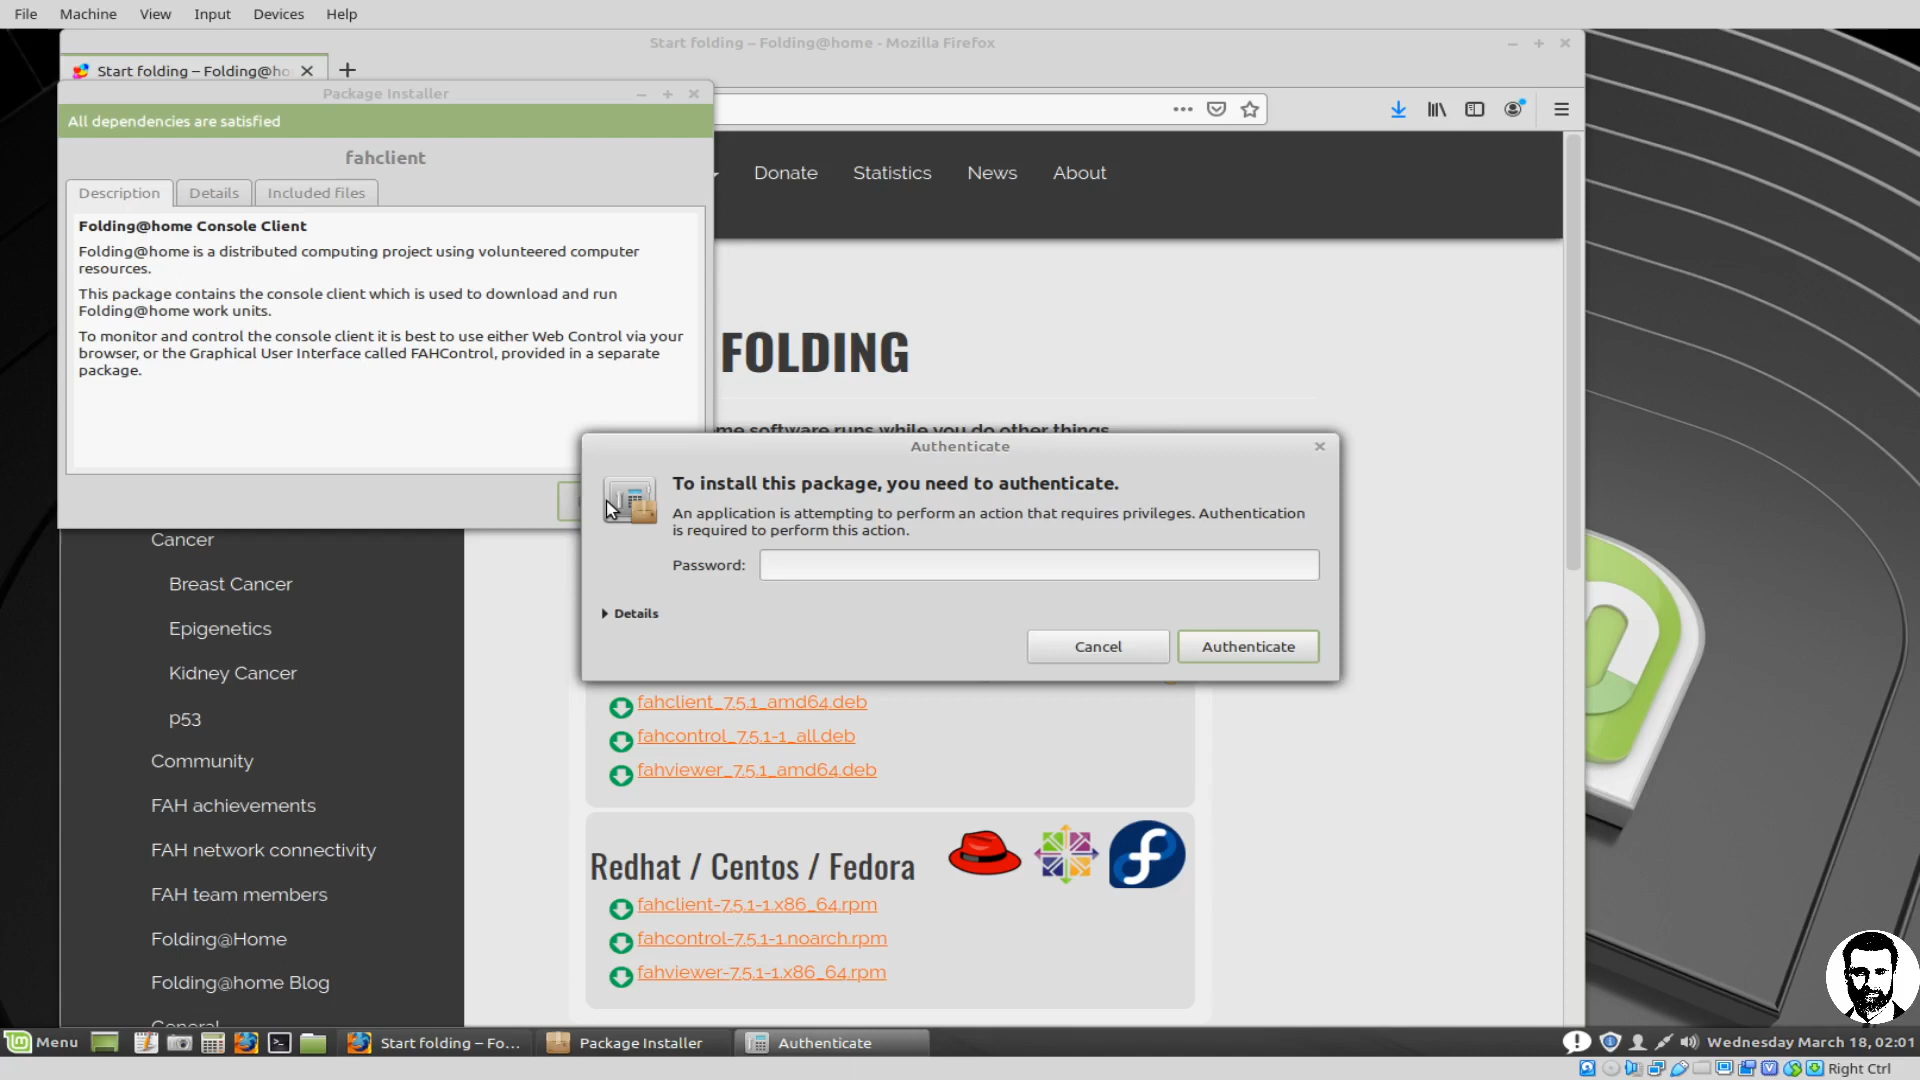 File Machine View Input Devices Help
Start folding – Folding@home - Mozilla Firefox
Start folding – Folding@ho
Package Installer
All dependencies are satisfied
fahclient
Description Details Included files
Folding@home Console Client
Folding@home is a distributed computing project using volunteered computer
resources.
This package contains the console client which is used to download and run
Folding@home work units.
To monitor and control the console client it is best to use either Web Control via your
browser, or the Graphical User Interface called FAHControl, provided in a separate
package.
Donate Statistics News About
FOLDING
me software runs while you do other things
Authenticate
To install this package, you need to authenticate.
An application is attempting to perform an action that requires privileges. Authentication
is required to perform this action.
Password:
Details
Cancel Authenticate
Cancer
Breast Cancer
Epigenetics
Kidney Cancer
p53
Community
FAH achievements
FAH network connectivity
FAH team members
Folding@Home
Folding@home Blog
General
fahclient_7.5.1_amd64.deb
fahcontrol_7.5.1-1_all.deb
fahviewer_7.5.1_amd64.deb
Redhat / Centos / Fedora
fahclient-7.5.1-1.x86_64.rpm
fahcontrol-7.5.1-1.noarch.rpm
fahviewer-7.5.1-1.x86_64.rpm
Menu Start folding – Fo... Package Installer Authenticate Wednesday March 18, 02:01
Right Ctrl